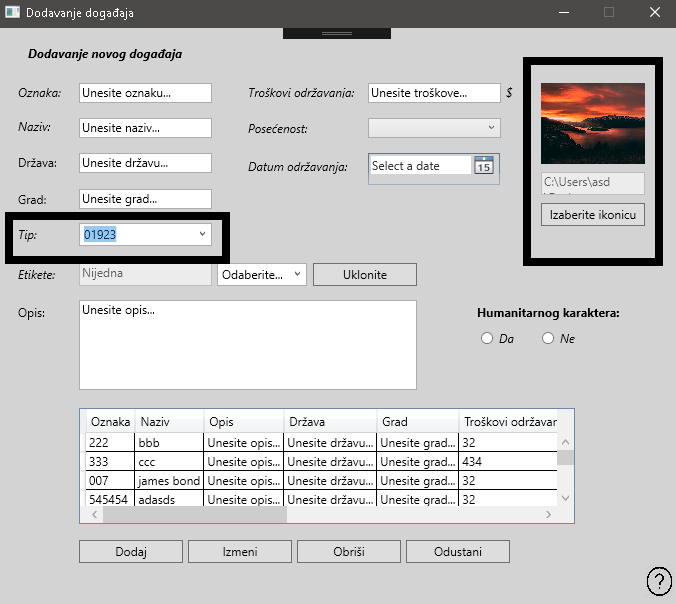 Dodavanje događaja
Dodavanje novog događaja
Oznaka: Unesite oznaku...
Troškovi održavanja: Unesite troškove... $
Naziv: Unesite naziv...
Posećenost:
Država: Unesite državu...
Datum održavanja: Select a date 15
Grad: Unesite grad...
C:\Users\asd
Izaberite ikonicu
Tip: 01923
Etikete: Nijedna Odaberite... Uklonite
Opis: Unesite opis...
Humanitarnog karaktera:
Da Ne
Oznaka Naziv Opis Država Grad Troškovi održavar
222 bbb Unesite opis... Unesite državu... Unesite grad... 32
333 ccc Unesite opis... Unesite državu... Unesite grad... 434
007 james bond Unesite opis... Unesite državu... Unesite grad... 32
545454 adasds Unesite opis... Unesite državu... Unesite grad... 32
Dodaj Izmeni Obriši Odustani
?